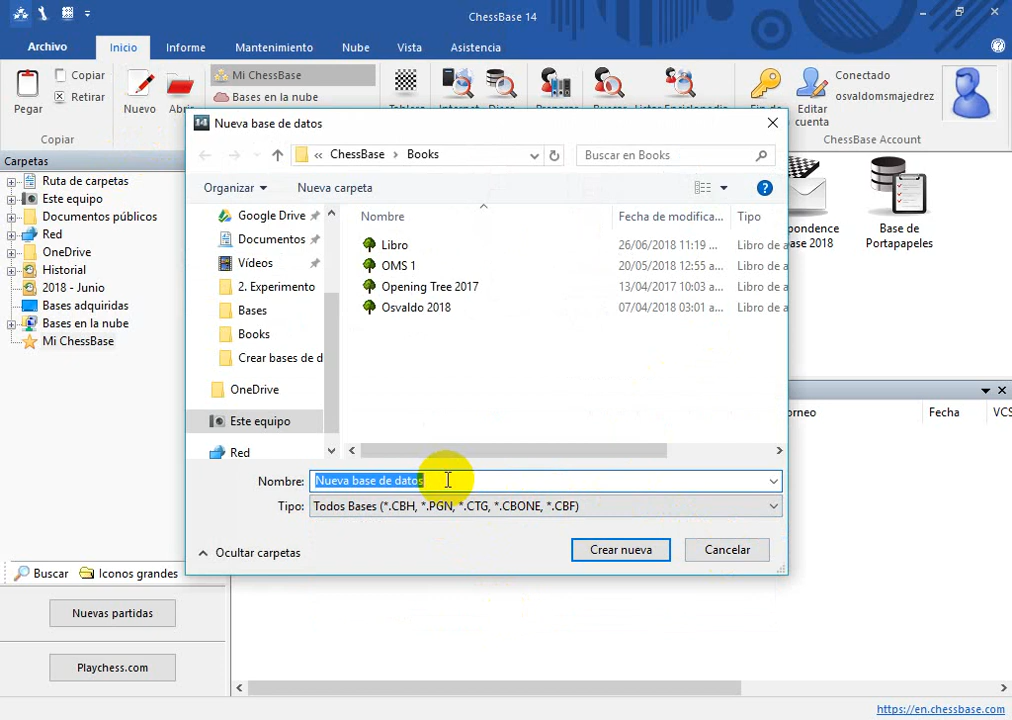 ChessBase 14
Archivo
Inicio
Informe
Mantenimiento
Nube
Vista
Asistencia
Pegar
Copiar
Retirar
Copiar
Nuevo
Mi ChessBase
Bases en la nube
Fin de
Editar
cuenta
Conectado
osvaldomsmajedrez
ChessBase Account
Carpetas
Ruta de carpetas
Este equipo
Documentos públicos
Red
OneDrive
Historial
2018 - Junio
Bases adquiridas
Bases en la nube
Mi ChessBase
Nueva base de datos
« ChessBase › Books
Buscar en Books
Organizar
Nueva carpeta
Google Drive
Documentos
Vídeos
2. Experimento
Bases
Books
Crear bases de d
OneDrive
Este equipo
Red
Nombre
Fecha de modifica...
Tipo
Libro
26/06/2018 11:19 ...
Libro de a
OMS 1
20/05/2018 12:55 a...
Libro de a
Opening Tree 2017
13/04/2017 10:03 a...
Libro de a
Osvaldo 2018
07/04/2018 03:01 a...
Libro de a
Nombre:
Nueva base de datos
Tipo:
Todos Bases (*.CBH, *.PGN, *.CTG, *.CBONE, *.CBF)
Ocultar carpetas
Crear nueva
Cancelar
pondence
ase 2018
Base de
Portapapeles
orneo
Fecha
VCS
Buscar
Iconos grandes
Nuevas partidas
Playchess.com
https://en.chessbase.com